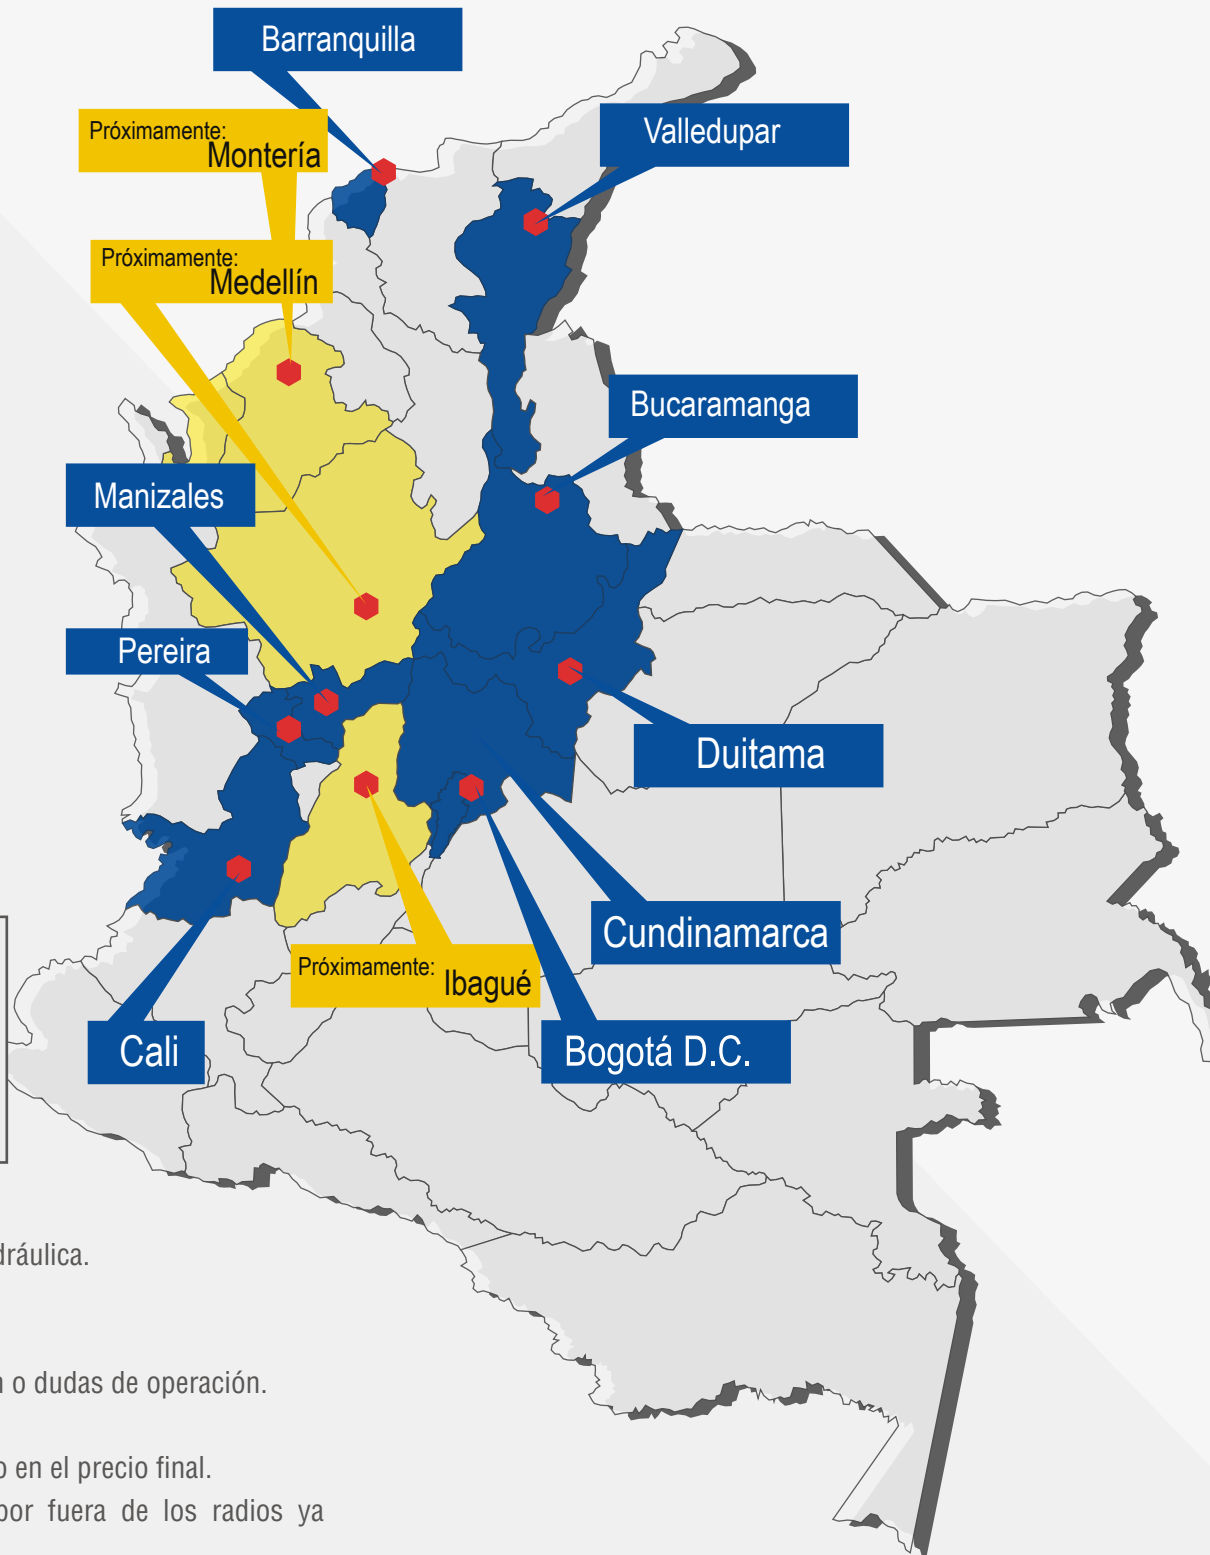 Barranquilla
Próximamente:
Montería
Valledupar
Próximamente:
Medellín
Bucaramanga
Manizales
Pereira
Duitama
Cundinamarca
Próximamente:
Ibagué
Cali
Bogotá D.C.
dráulica.
n o dudas de operación.
o en el precio final.
por fuera de los radios ya